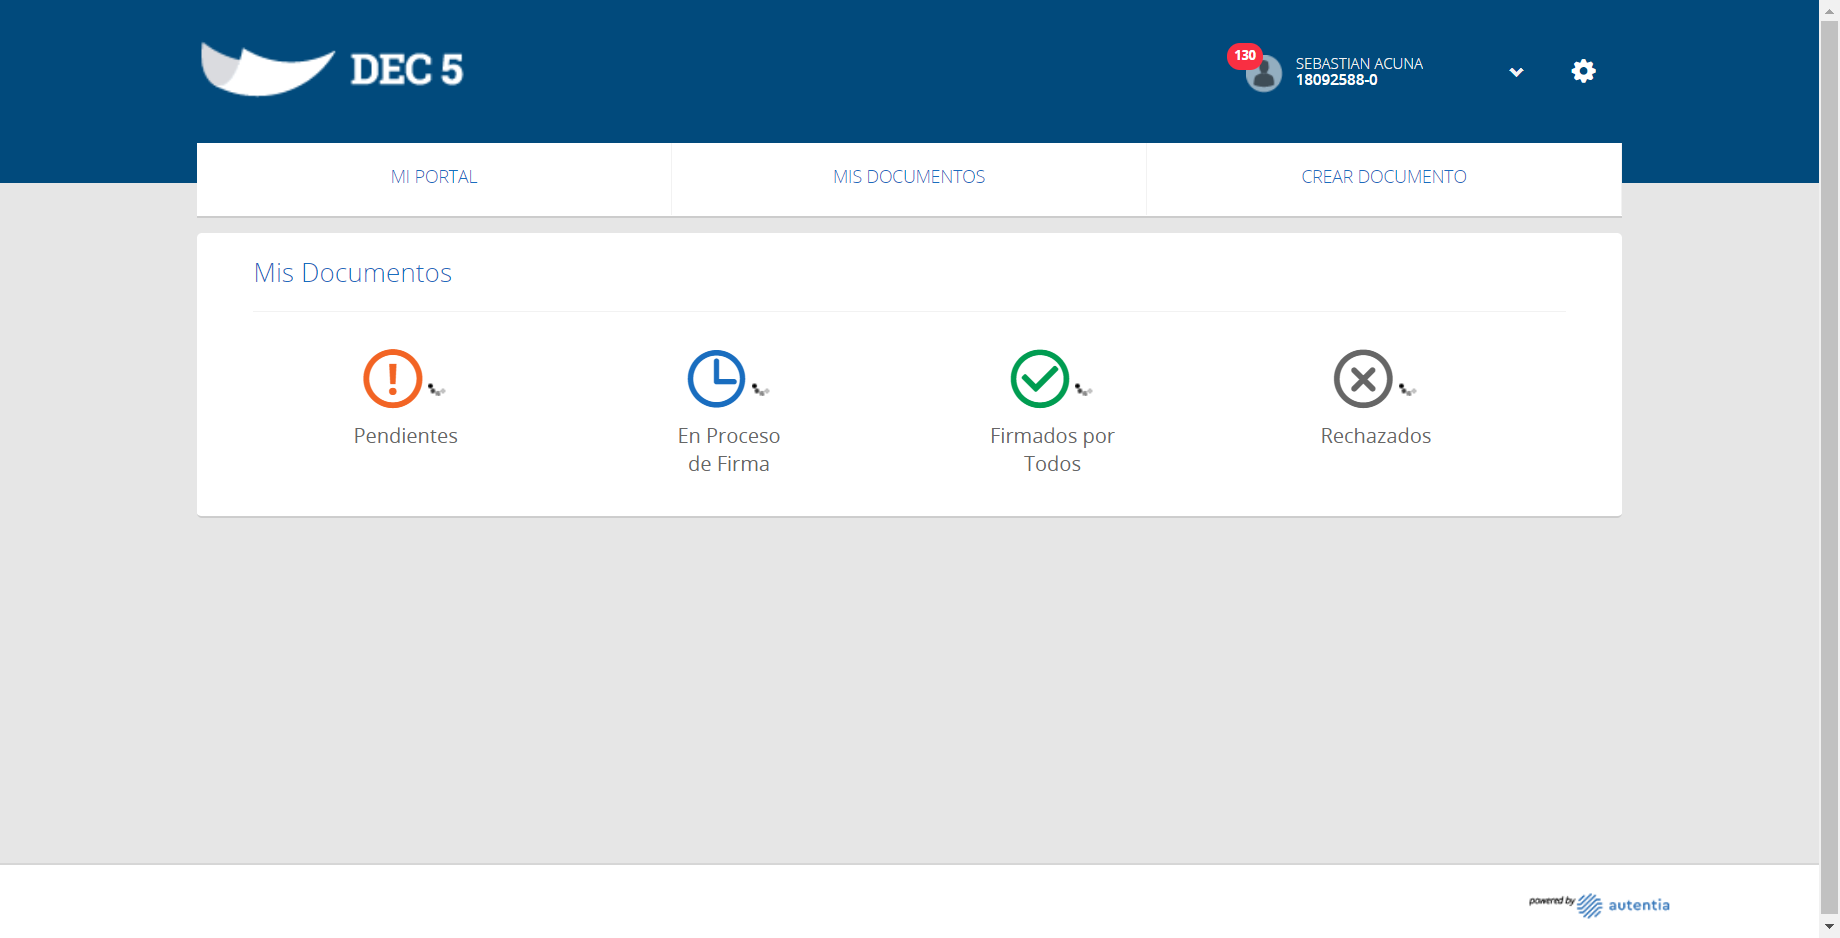 DEC 5
130
SEBASTIAN ACUNA
18092588-0
MI PORTAL
MIS DOCUMENTOS
CREAR DOCUMENTO
Mis Documentos
Pendientes
En Proceso
de Firma
Firmados por
Todos
Rechazados
powered by autentia